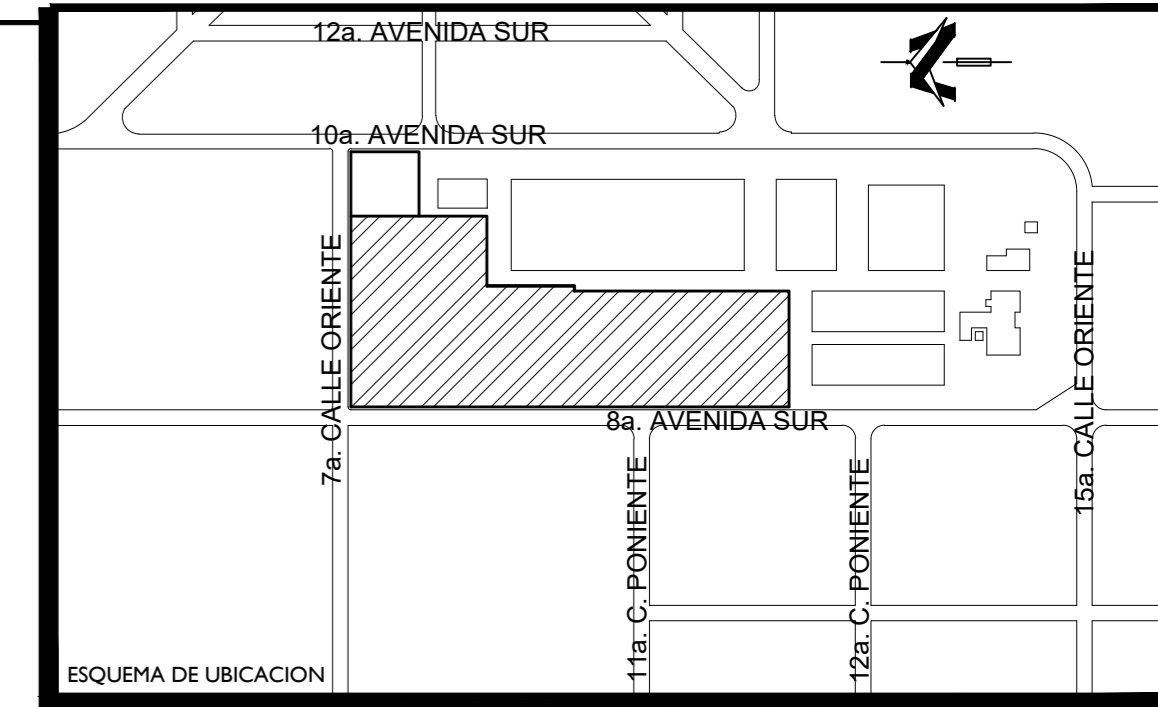 12a. AVENIDA SUR
10a. AVENIDA SUR
7a. CALLE ORIENTE
15a. CALLE ORIENTE
8a. AVENIDA SUR
11a. C. PONIENTE
12a. C. PONIENTE
ESQUEMA DE UBICACION